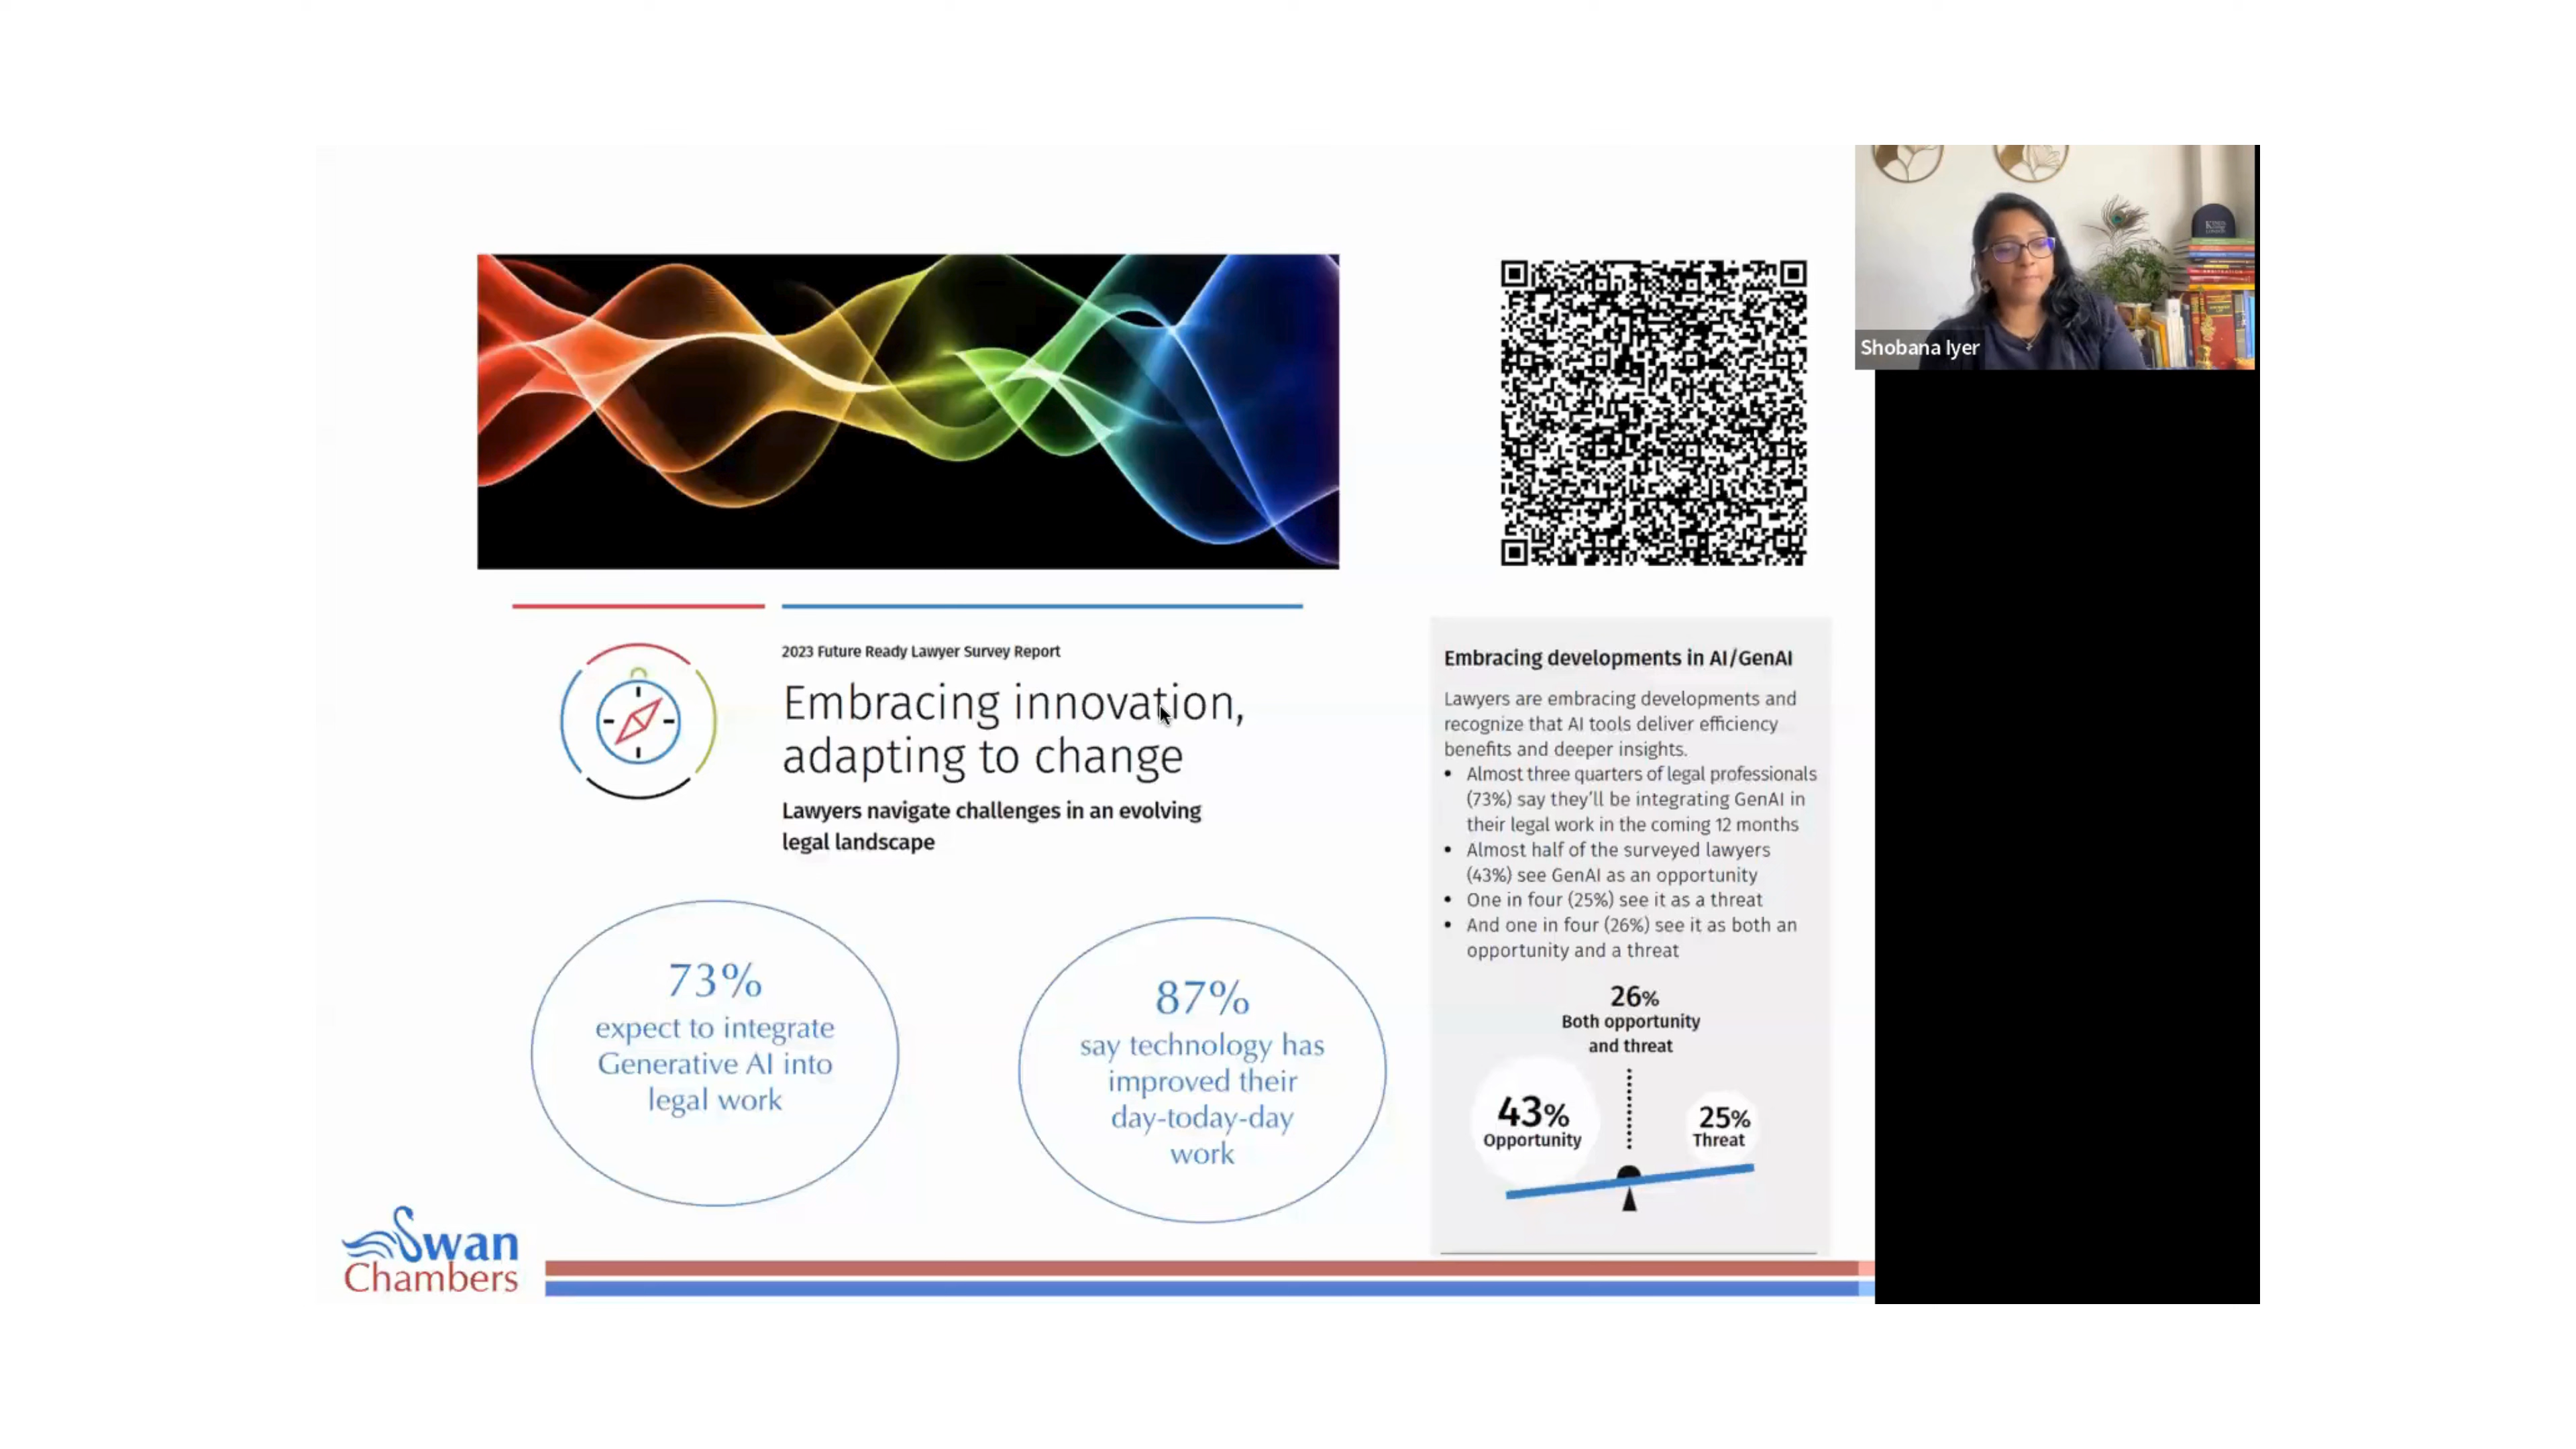 Shobana Iyer
2023 Future Ready Lawyer Survey Report
Embracing innovation,
adapting to change
Lawyers navigate challenges in an evolving
legal landscape
73%
expect to integrate
Generative AI into
legal work
87%
say technology has
improved their
day-today-day
work
Embracing developments in AI/GenAI
Lawyers are embracing developments and
recognize that AI tools deliver efficiency
benefits and deeper insights.
• Almost three quarters of legal professionals
(73%) say they'll be integrating GenAI in
their legal work in the coming 12 months
• Almost half of the surveyed lawyers
(43%) see GenAI as an opportunity
• One in four (25%) see it as a threat
• And one in four (26%) see it as both an
opportunity and a threat
26%
Both opportunity
and threat
43%
Opportunity
25%
Threat
Swan
Chambers